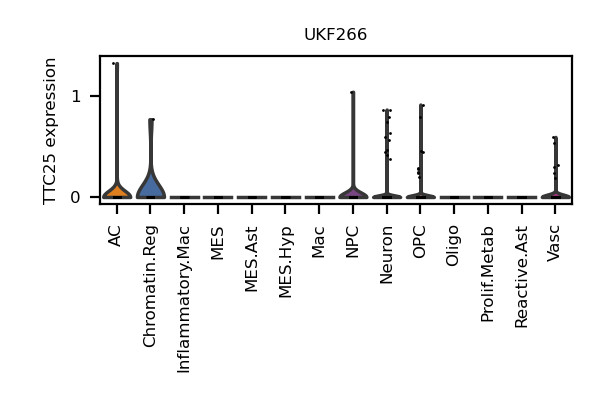 UKF266
TTC25 expression
1
0
AC
Chromatin.Reg
Inflammatory.Mac
MES
MES.Ast
MES.Hyp
Mac
NPC
Neuron
OPC
Oligo
Prolif.Metab
Reactive.Ast
Vasc